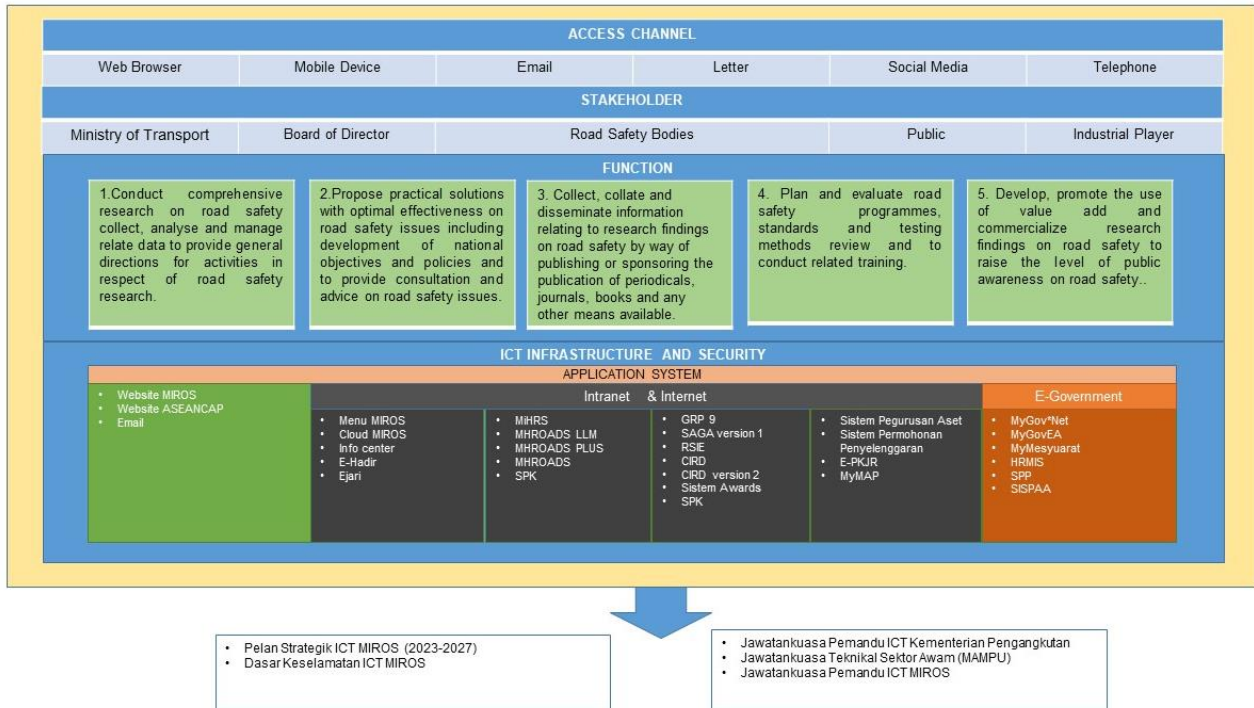 ACCESS CHANNEL
Web Browser
Mobile Device
Email
Letter
Social Media
Telephone
STAKEHOLDER
Ministry of Transport
Board of Director
Road Safety Bodies
Public
Industrial Player
FUNCTION
1.Conduct comprehensive
research on road safety
collect, analyse and manage
relate data to provide general
directions for activities in
respect of road safety
research.
2.Propose practical solutions
with optimal effectiveness on
road safety issues including
development of national
objectives and policies and
to provide consultation and
advice on road safety issues.
3. Collect, collate and
disseminate information
relating to research findings
on road safety by way of
publishing or sponsoring the
publication of periodicals,
journals, books and any
other means available.
4. Plan and evaluate road
safety programmes,
standards and testing
methods review and to
conduct related training.
5. Develop, promote the use
of value add and
commercialize research
findings on road safety to
raise the level of public
awareness on road safety..
ICT INFRASTRUCTURE AND SECURITY
APPLICATION SYSTEM
• Website MIROS
• Website ASEANCAP
• Email
Intranet & Internet
• Menu MIROS
• Cloud MIROS
• Info center
• E-Hadir
• Ejari
• MiHRS
• MHROADS LLM
• MHROADS PLUS
• MHROADS
• SPK
• GRP 9
• SAGA version 1
• RSIE
• CIRD
• CIRD version 2
• Sistem Awards
• SPK
• Sistem Pegurusan Aset
• Sistem Permohonan
Penyelenggaran
• E-PKJR
• MyMAP
E-Government
• MyGov*Net
• MyGovEA
• MyMesyuarat
• HRMIS
• SPP
• SISPAA
• Pelan Strategik ICT MIROS (2023-2027)
• Dasar Keselamatan ICT MIROS
• Jawatankuasa Pemandu ICT Kementerian Pengangkutan
• Jawatankuasa Teknikal Sektor Awam (MAMPU)
• Jawatankuasa Pemandu ICT MIROS